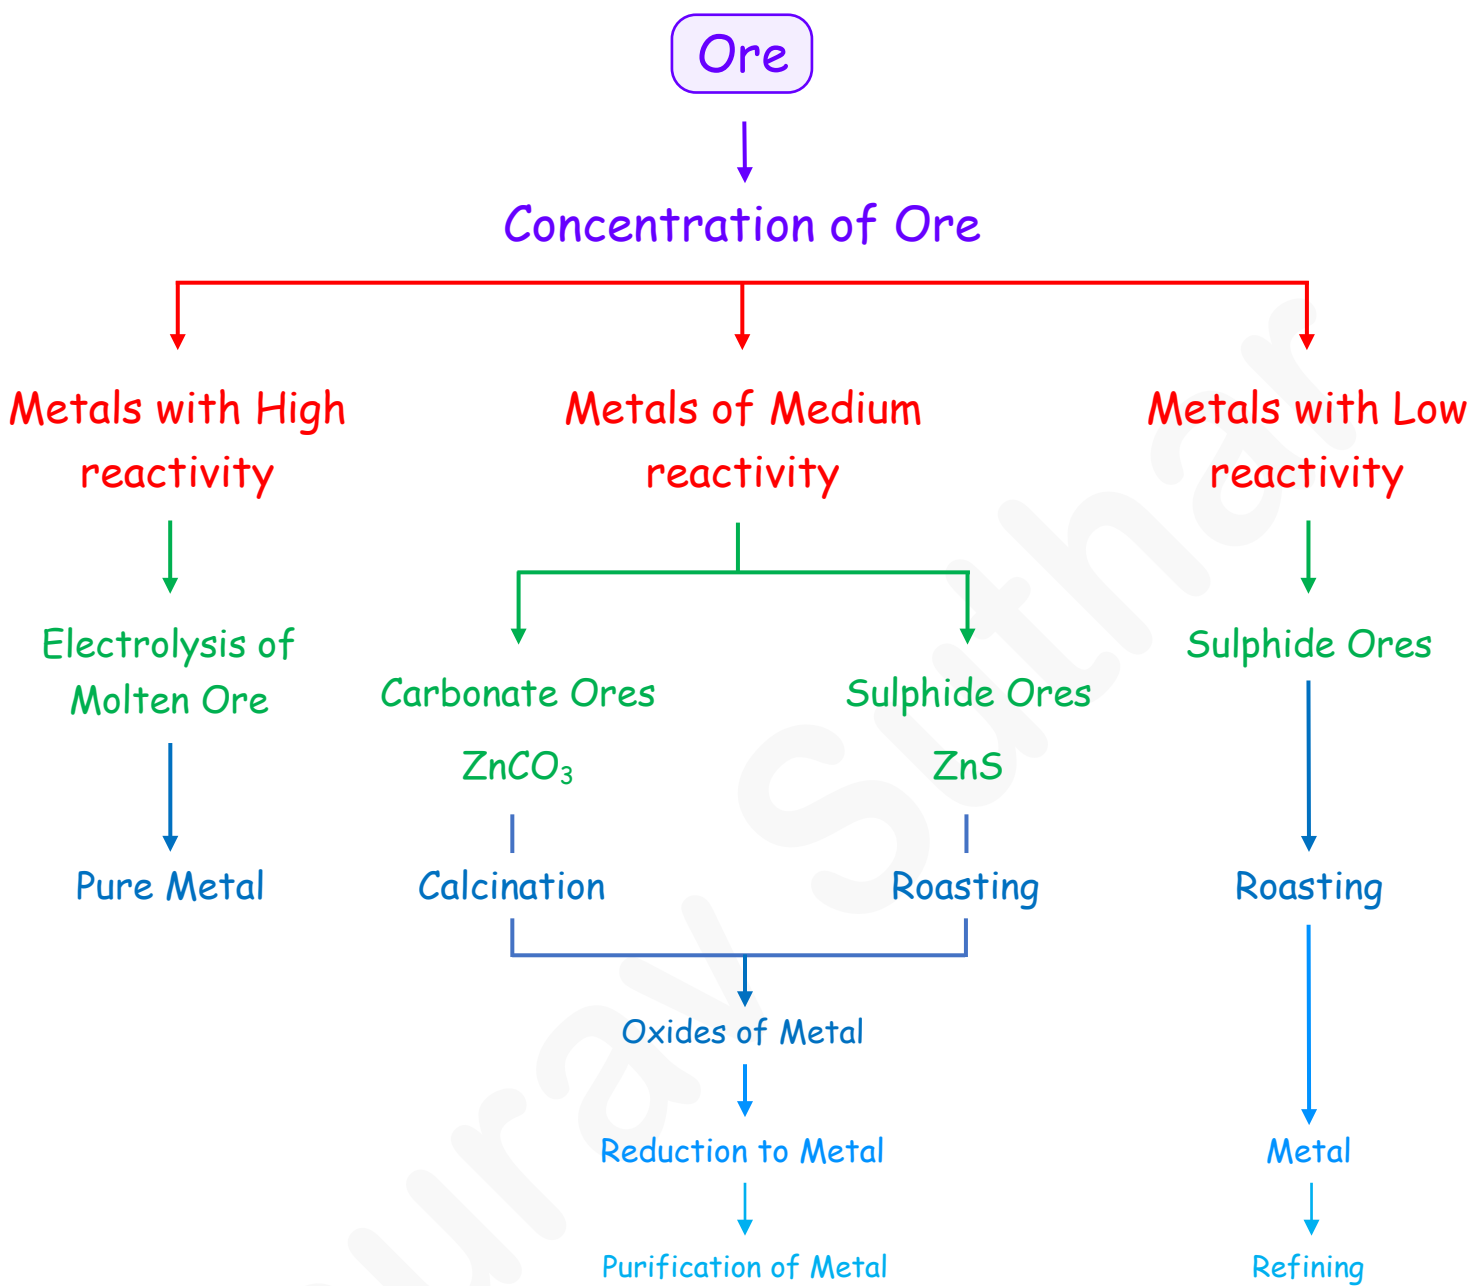 Ore
Concentration of Ore
Metals with High
reactivity
Metals of Medium
reactivity
Metals with Low
reactivity
Electrolysis of
Molten Ore
Carbonate Ores
ZnCO₃
Sulphide Ores
ZnS
Sulphide Ores
Pure Metal
Calcination
Roasting
Roasting
Oxides of Metal
Reduction to Metal
Metal
Purification of Metal
Refining
urav Suthar